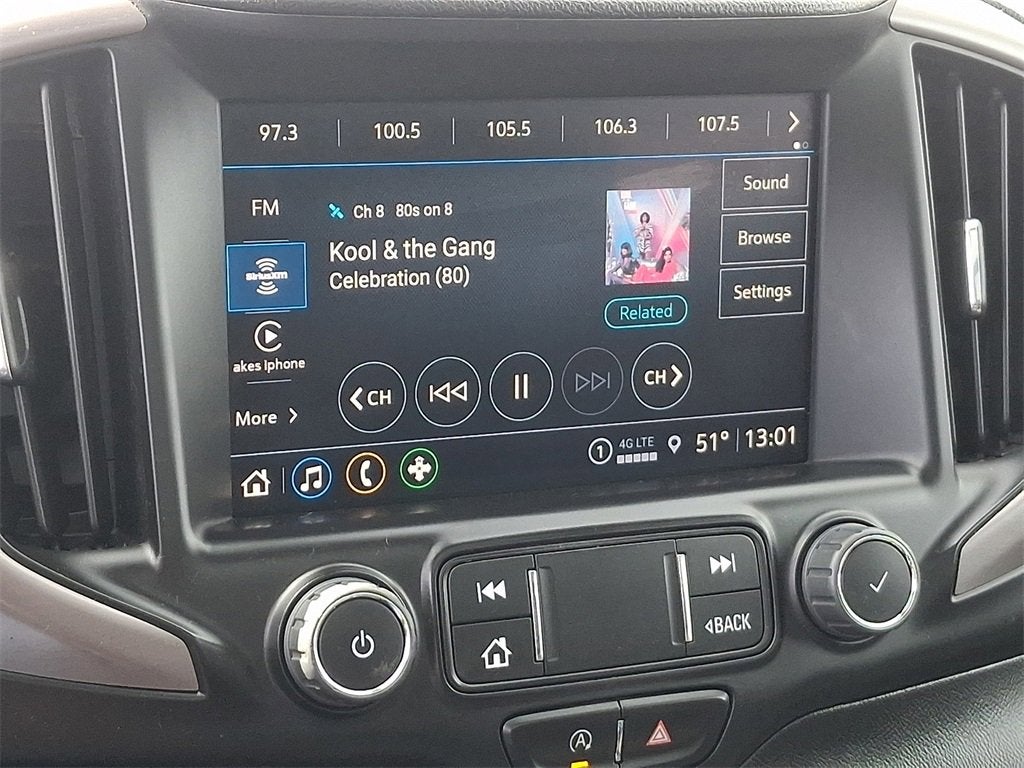 97.3 100.5 105.5 106.3 107.5
FM
Ch 8 80s on 8
Sound
Kool & the Gang
Celebration (80)
Browse
SiriusXM
Settings
Related
akes iphone
CH
CH
More
1 4G LTE 51° 13:01
BACK
A